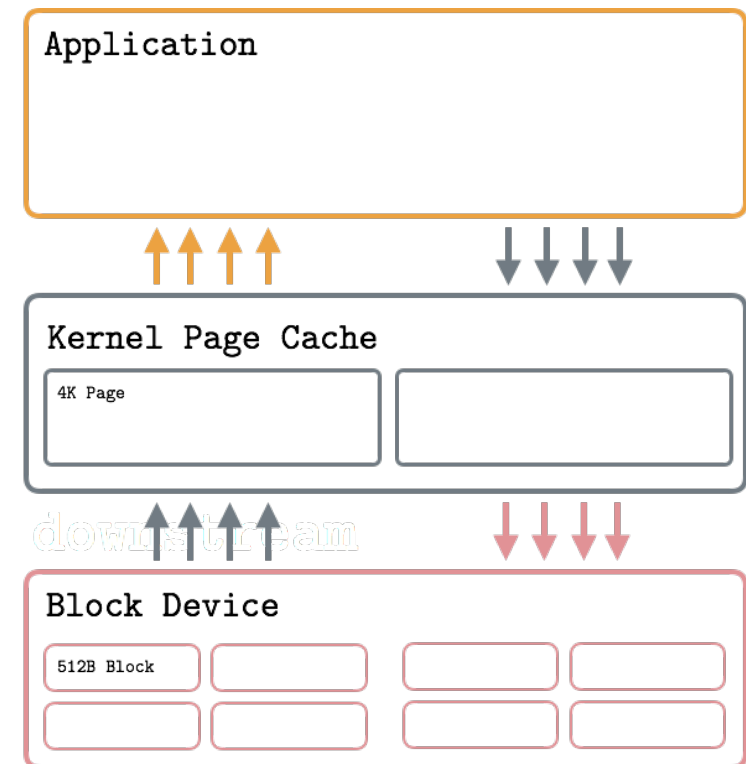 Application
Kernel Page Cache
4K Page
downstream
Block Device
512B Block